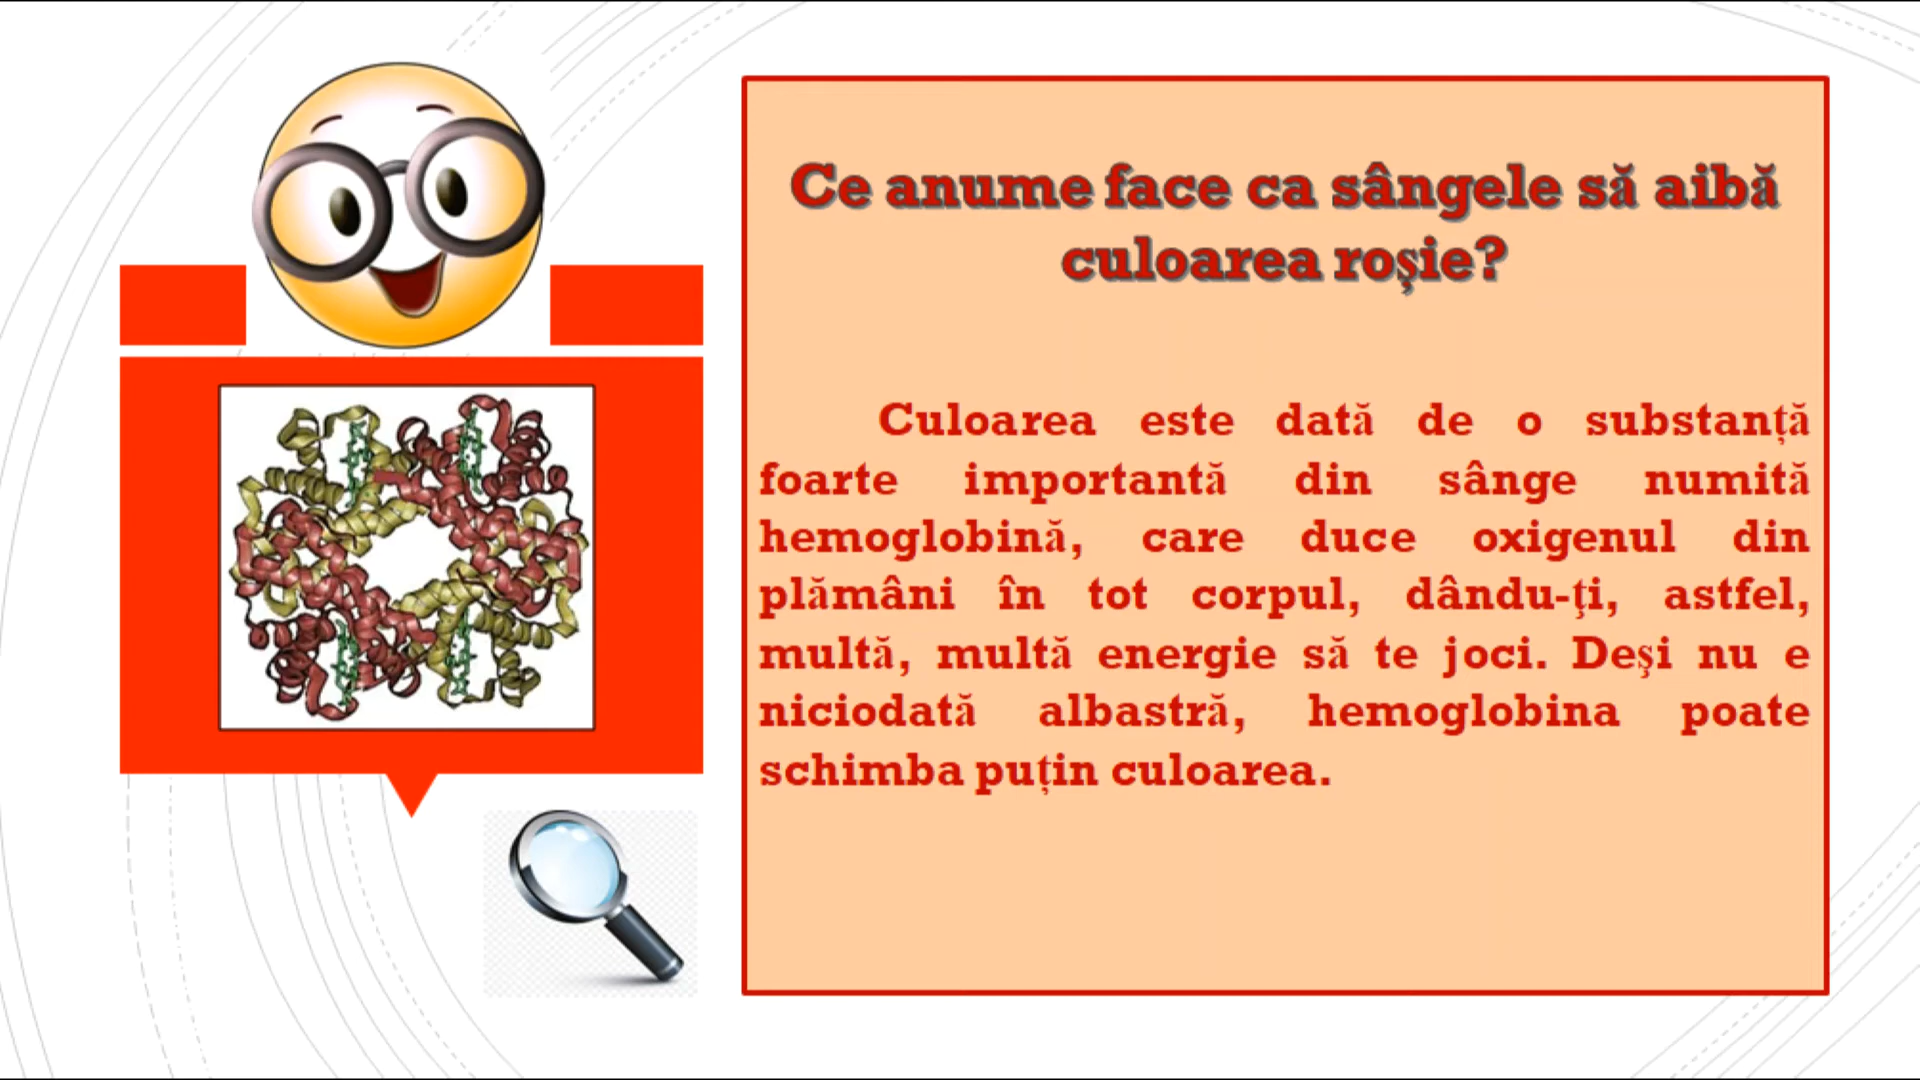 Ce anume face ca sângele să aibă
culoarea roșie?
Culoarea este dată de o substanță
foarte importantă din sânge numită
hemoglobină, care duce oxigenul din
plămâni în tot corpul, dându-ţi, astfel,
multă, multă energie să te joci. Deşi nu e
niciodată albastră, hemoglobina poate
schimba puțin culoarea.